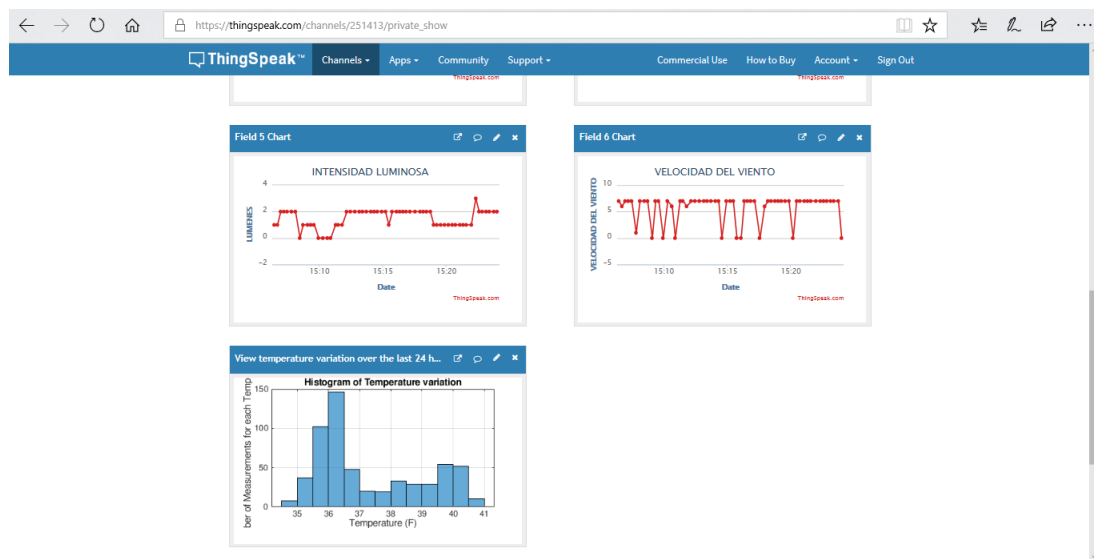 https://thingspeak.com/channels/251413/private_show
ThingSpeak™ Channels Apps Community Support Commercial Use How to Buy Account Sign Out
ThingSpeak.com ThingSpeak.com
Field 5 Chart
INTENSIDAD LUMINOSA
LUMENES
4
2
0
-2
15:10 15:15 15:20
Date
ThingSpeak.com
Field 6 Chart
VELOCIDAD DEL VIENTO
VELOCIDAD DEL VIENTO
10
5
0
-5
15:10 15:15 15:20
Date
ThingSpeak.com
View temperature variation over the last 24 h...
Histogram of Temperature variation
ber of Measurements for each Temp
150
100
50
0
35 36 37 38 39 40 41
Temperature (F)